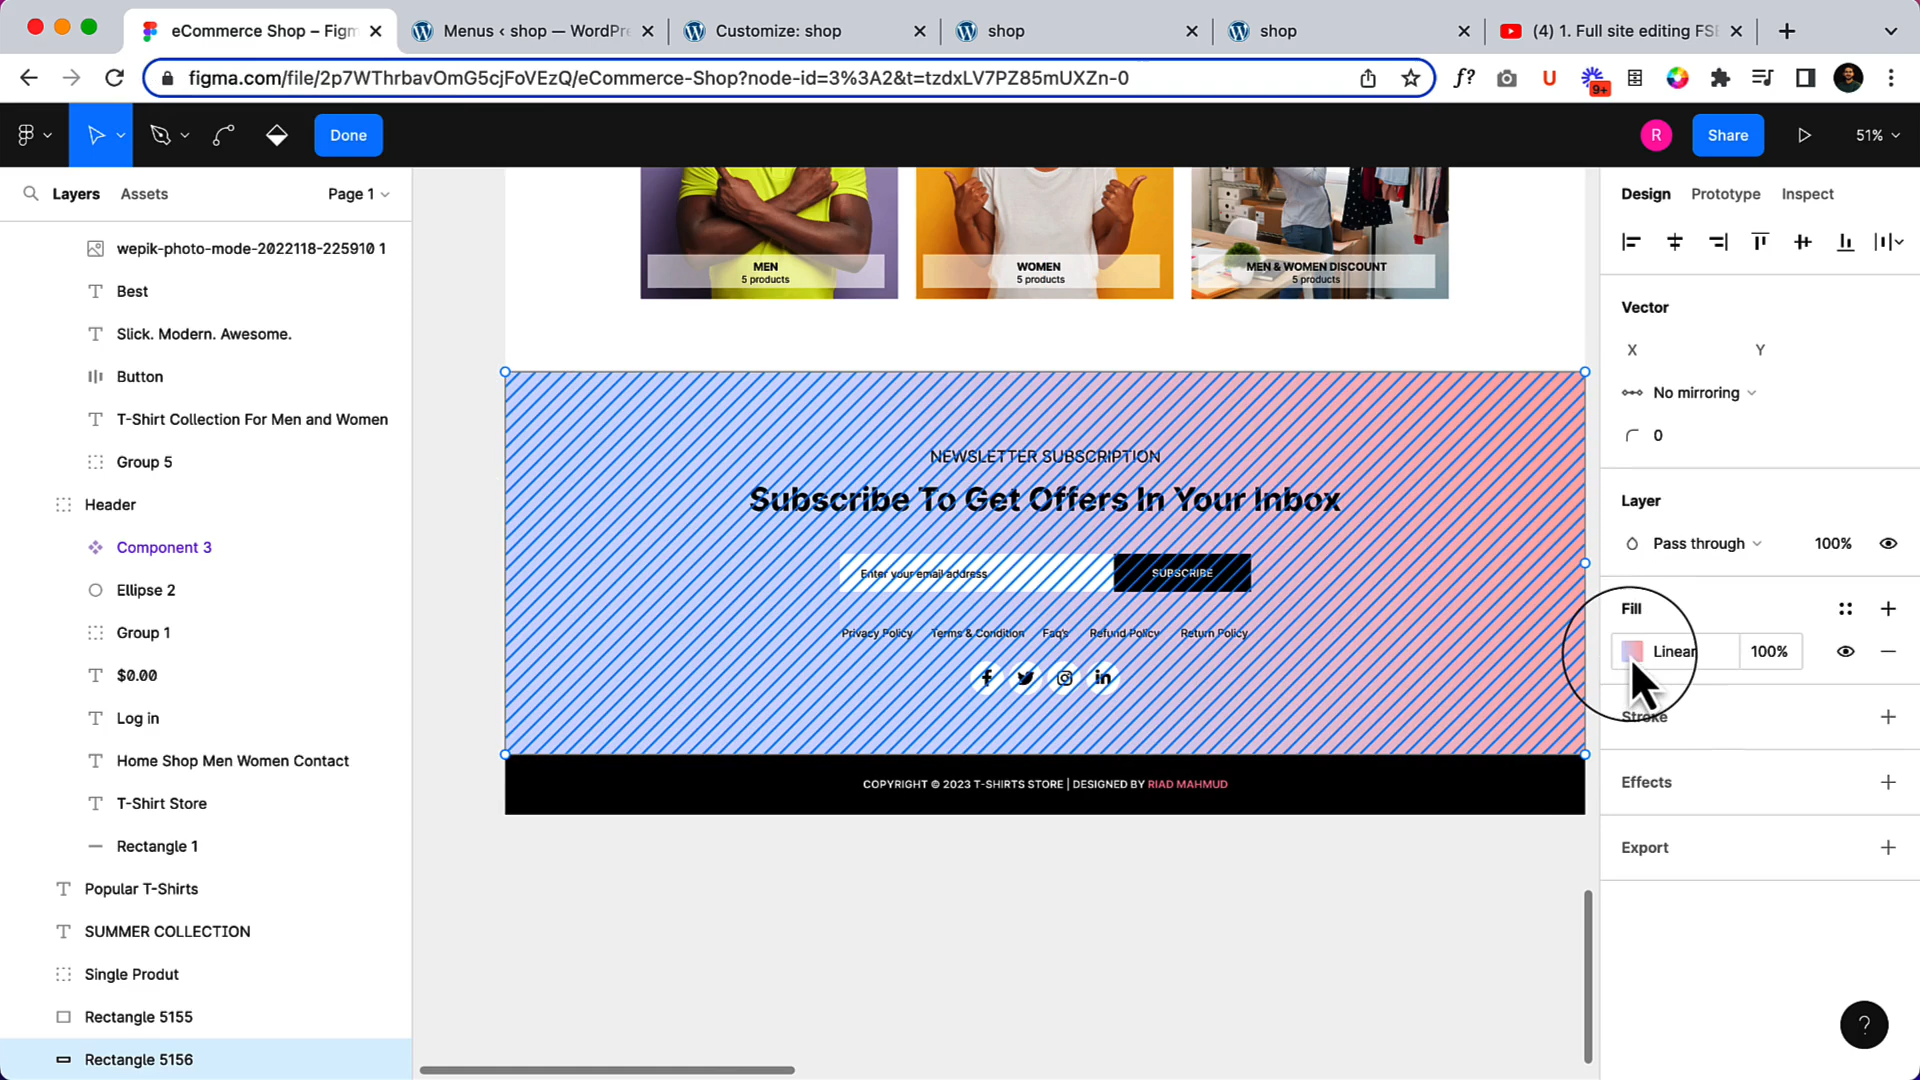 eCommerce Shop – Figm
Menus ‹ shop — WordPre
Customize: shop
shop
shop
(4) 1. Full site editing FSE
figma.com/file/2p7WThrbavOmG5cjFoVEzQ/eCommerce-Shop?node-id=3%3A2&t=tzdxLV7PZ85mUXZn-0
f?
U
9+
Done
R
Share
51%
Layers
Assets
Page 1
wepik-photo-mode-2022118-225910 1
Best
Slick. Modern. Awesome.
Button
T-Shirt Collection For Men and Women
Group 5
Header
Component 3
Ellipse 2
Group 1
$0.00
Log in
Home Shop Men Women Contact
T-Shirt Store
Rectangle 1
Popular T-Shirts
SUMMER COLLECTION
Single Produt
Rectangle 5155
Rectangle 5156
MEN
5 products
WOMEN
5 products
MEN & WOMEN DISCOUNT
5 products
NEWSLETTER SUBSCRIPTION
Subscribe To Get Offers In Your Inbox
Enter your email address
SUBSCRIBE
Privacy Policy
Terms & Condition
Faq's
Refund Policy
Return Policy
COPYRIGHT © 2023 T-SHIRTS STORE | DESIGNED BY RIAD MAHMUD
Design
Prototype
Inspect
Vector
X
Y
No mirroring
0
Layer
Pass through
100%
Fill
Linear
100%
Stroke
Effects
Export
?